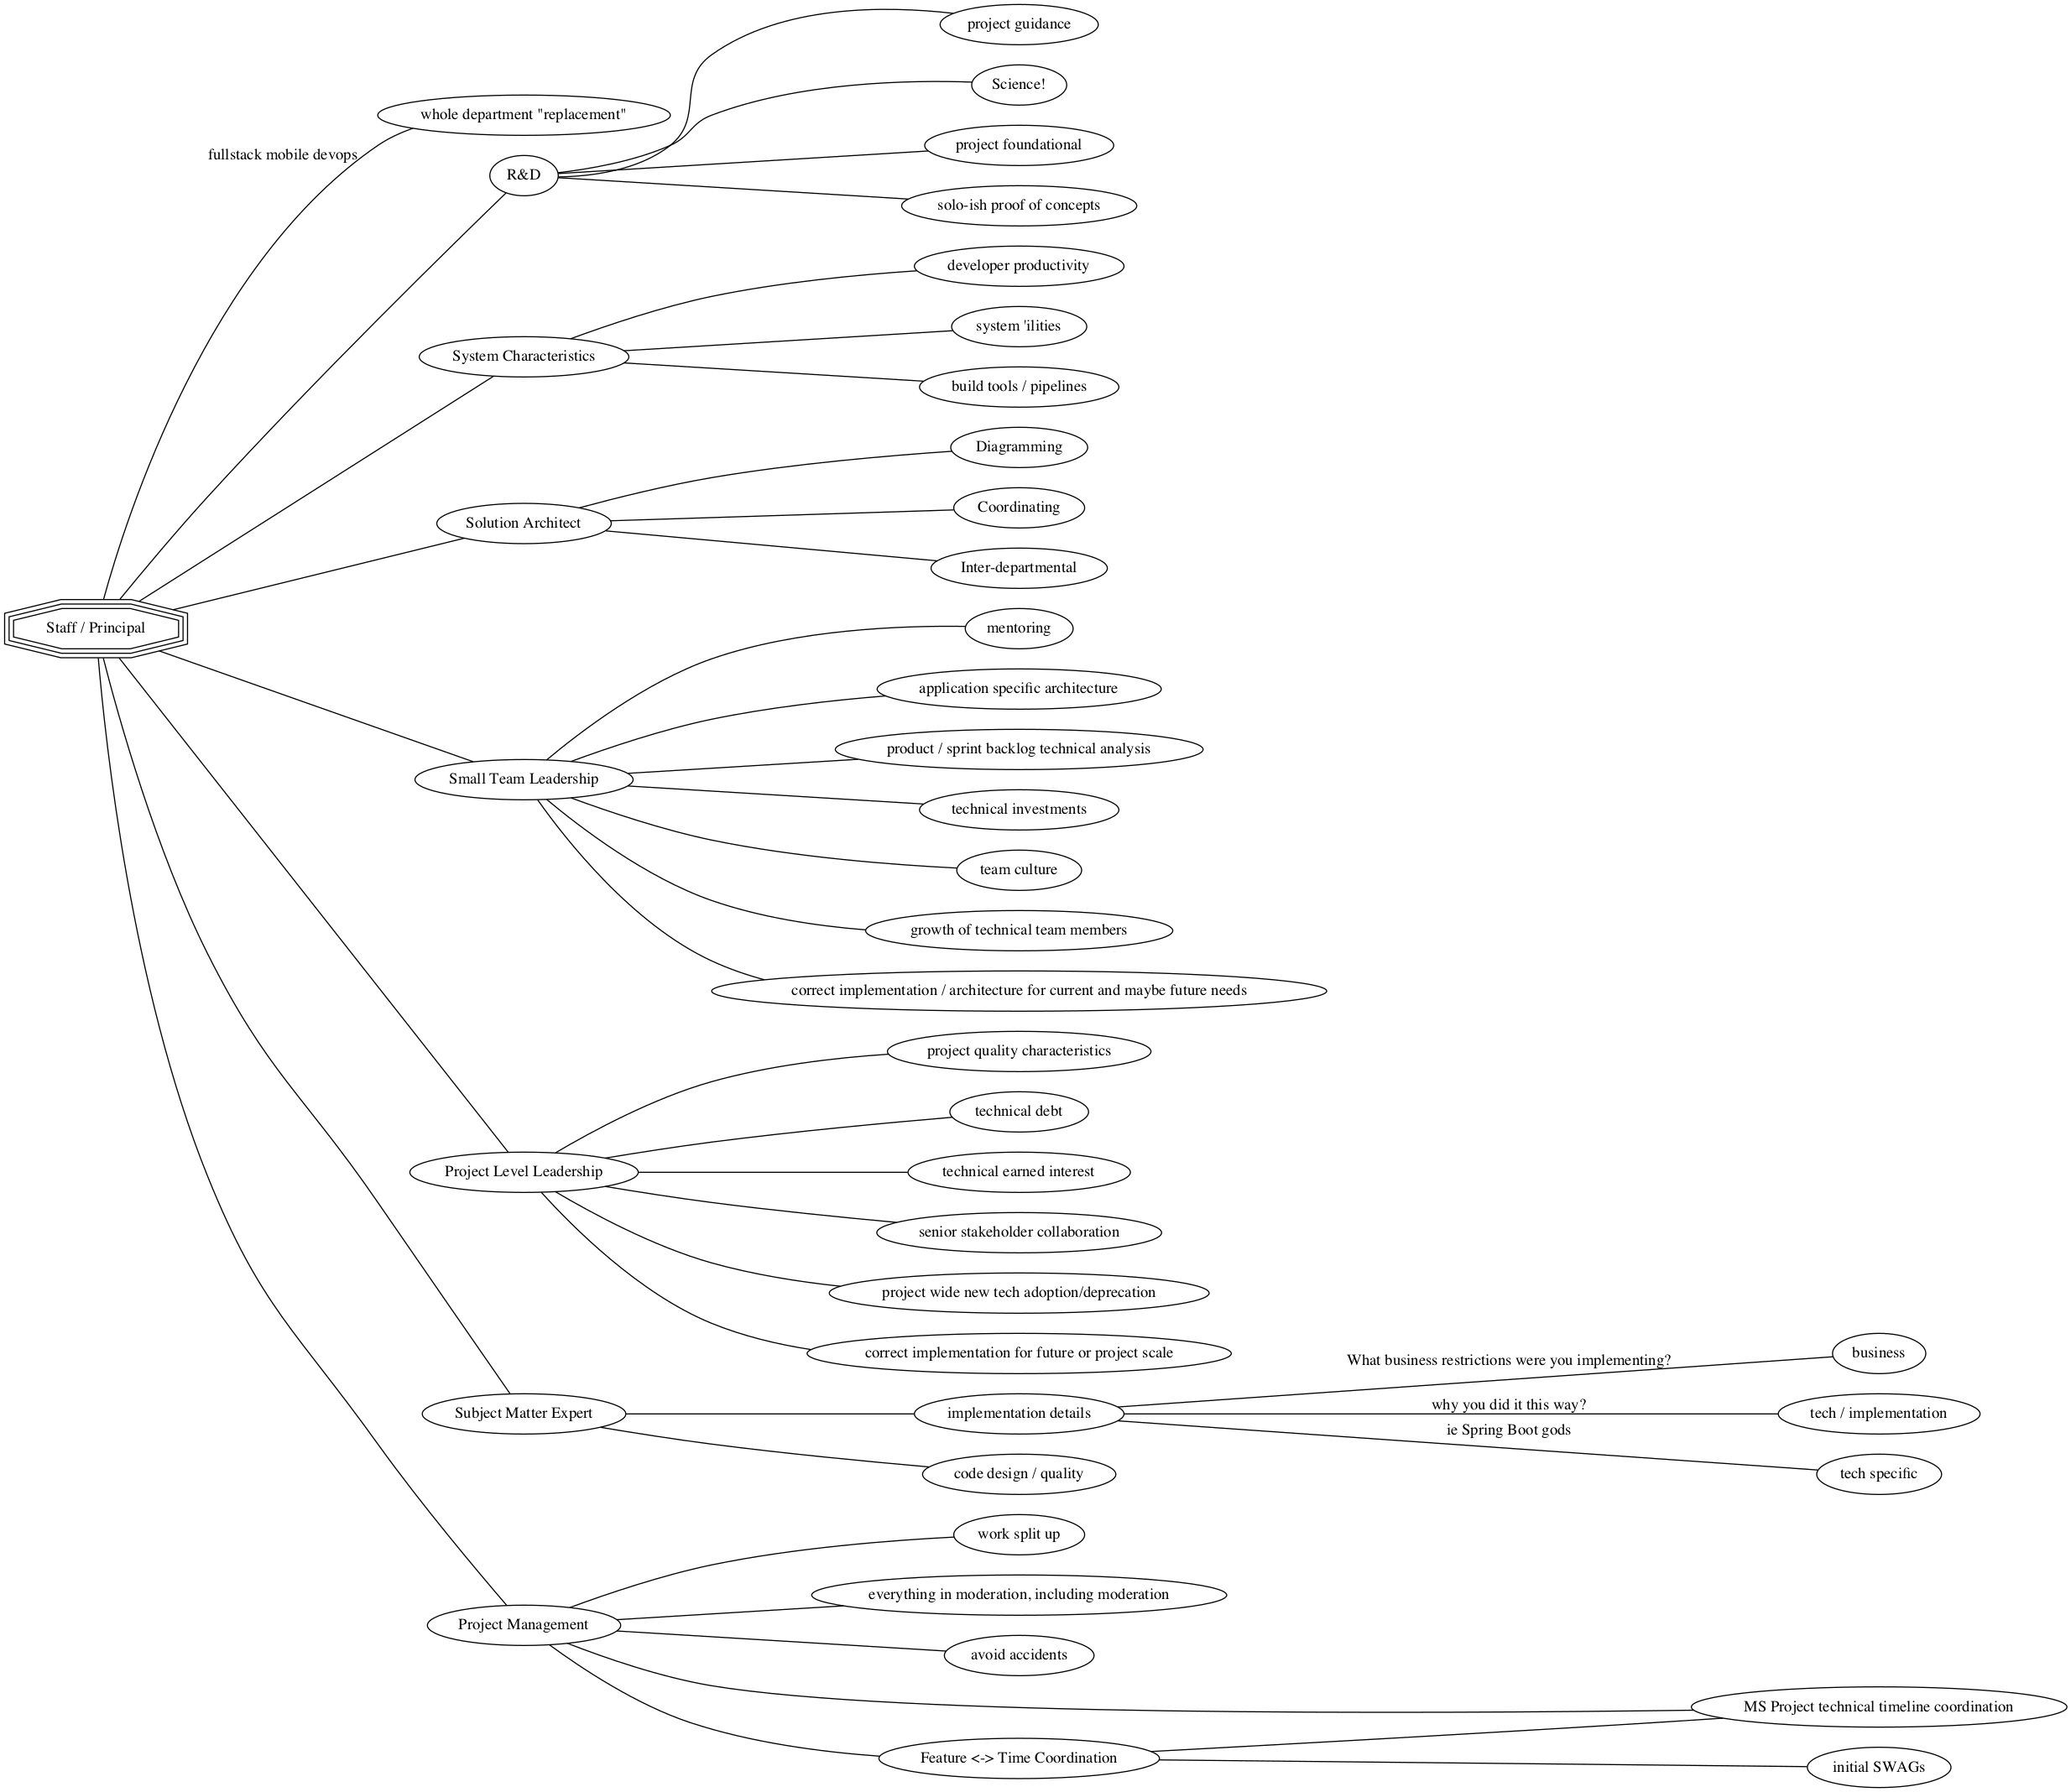 project guidance
Science!
whole department "replacement"
project foundational
fullstack mobile devops
R&D
solo-ish proof of concepts
developer productivity
system 'ilities
System Characteristics
build tools / pipelines
Diagramming
Coordinating
Solution Architect
Inter-departmental
Staff / Principal
mentoring
application specific architecture
product / sprint backlog technical analysis
Small Team Leadership
technical investments
team culture
growth of technical team members
correct implementation / architecture for current and maybe future needs
project quality characteristics
technical debt
Project Level Leadership
technical earned interest
senior stakeholder collaboration
project wide new tech adoption/deprecation
correct implementation for future or project scale
What business restrictions were you implementing?
business
Subject Matter Expert
implementation details
why you did it this way?
tech / implementation
ie Spring Boot gods
code design / quality
tech specific
work split up
everything in moderation, including moderation
Project Management
avoid accidents
MS Project technical timeline coordination
Feature <-> Time Coordination
initial SWAGs